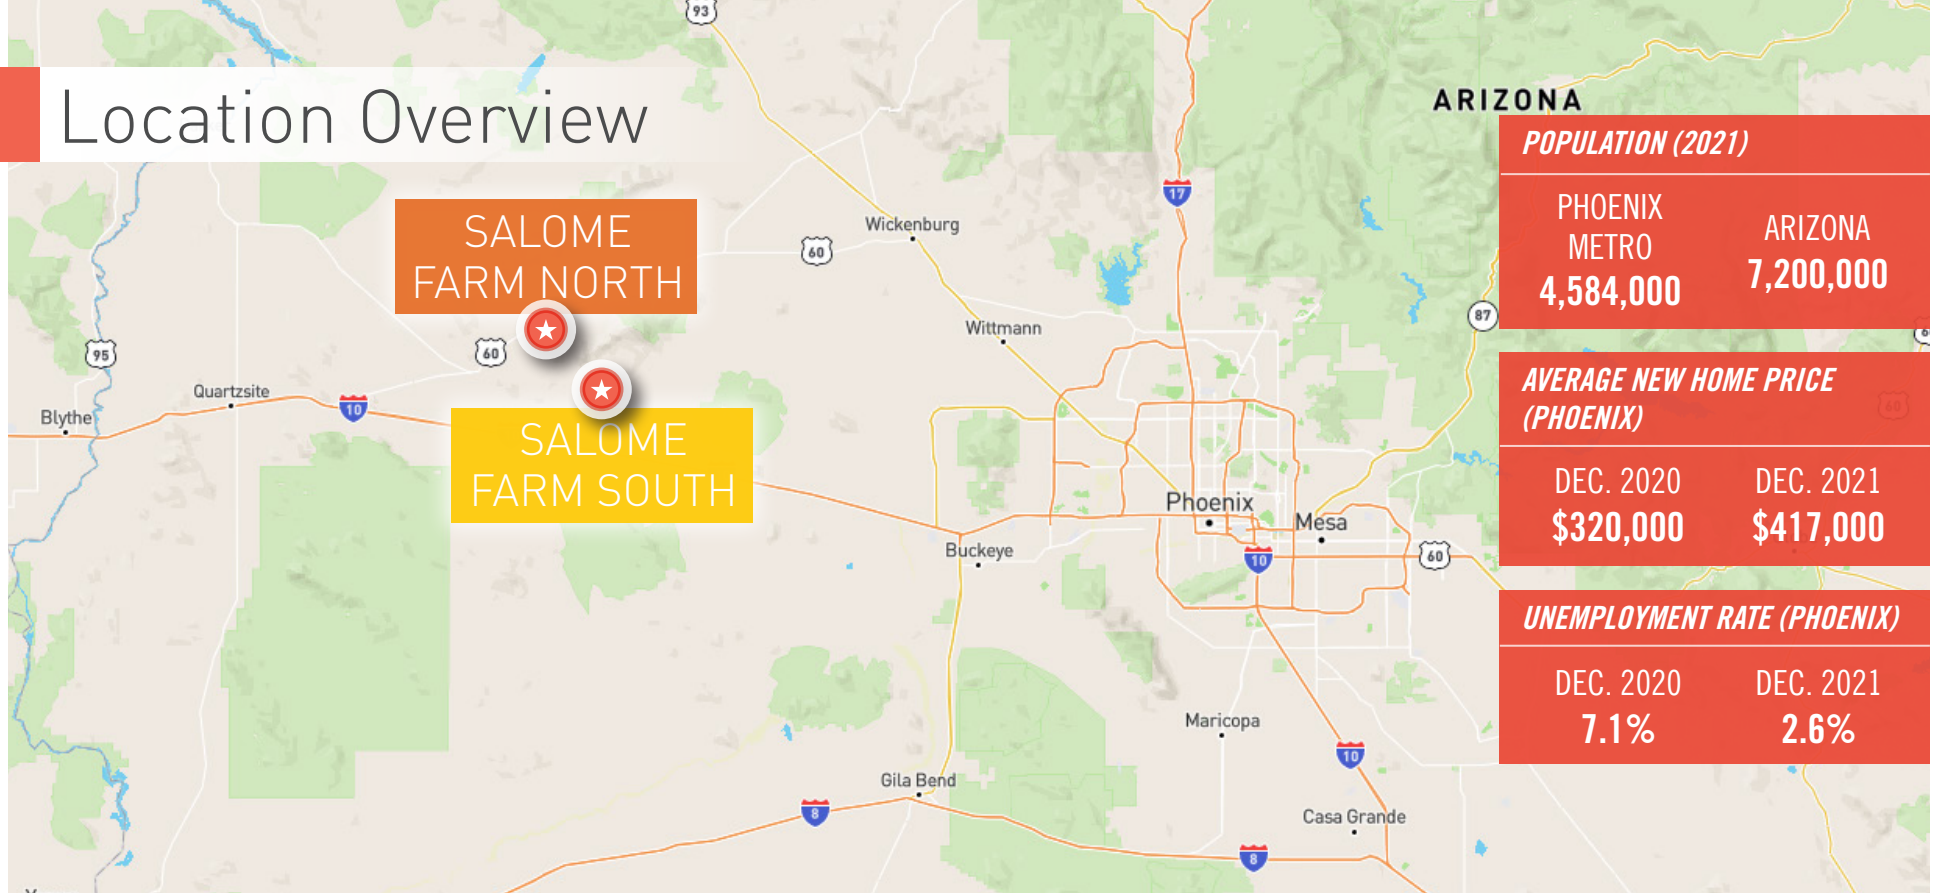 93
Location Overview
ARIZONA
POPULATION (2021)
PHOENIX
METRO
4,584,000
ARIZONA
7,200,000
17
SALOME
FARM NORTH
Wickenburg
60
87
Wittmann
60
95
Quartzsite
10
Blythe
SALOME
FARM SOUTH
AVERAGE NEW HOME PRICE
(PHOENIX)
60
DEC. 2020
$320,000
DEC. 2021
$417,000
Phoenix
Mesa
Buckeye
10
60
UNEMPLOYMENT RATE (PHOENIX)
DEC. 2020
7.1%
DEC. 2021
2.6%
Maricopa
10
Gila Bend
8
Casa Grande
8